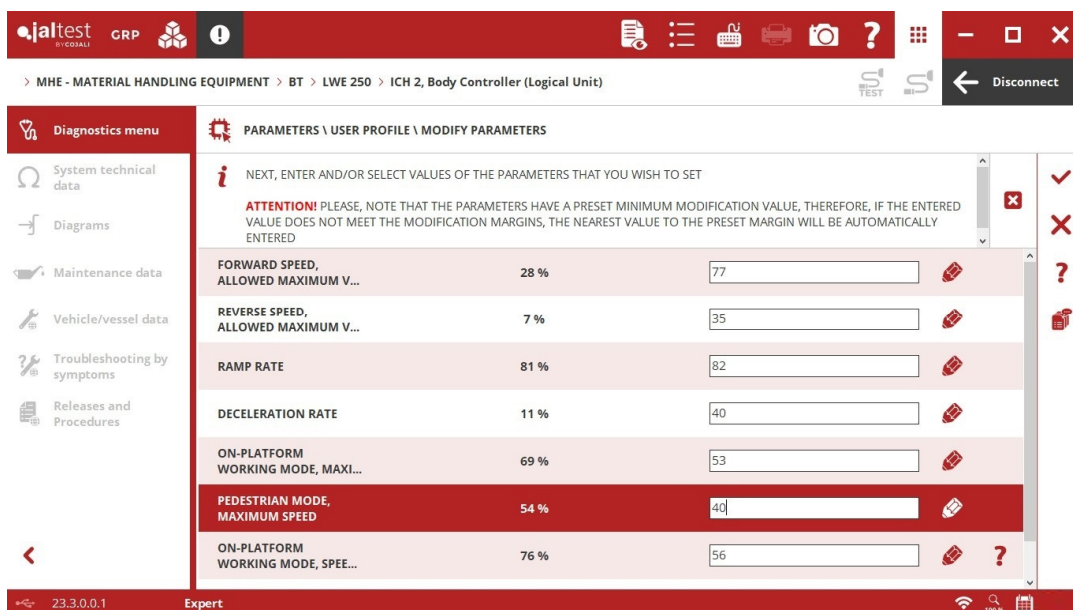 jaltest GRP
BY COJALI
> MHE - MATERIAL HANDLING EQUIPMENT > BT > LWE 250 > ICH 2, Body Controller (Logical Unit)
TEST
Disconnect
Diagnostics menu
PARAMETERS \ USER PROFILE \ MODIFY PARAMETERS
System technical
data
Diagrams
Maintenance data
Vehicle/vessel data
Troubleshooting by
symptoms
Releases and
Procedures
NEXT, ENTER AND/OR SELECT VALUES OF THE PARAMETERS THAT YOU WISH TO SET
ATTENTION! PLEASE, NOTE THAT THE PARAMETERS HAVE A PRESET MINIMUM MODIFICATION VALUE, THEREFORE, IF THE ENTERED
VALUE DOES NOT MEET THE MODIFICATION MARGINS, THE NEAREST VALUE TO THE PRESET MARGIN WILL BE AUTOMATICALLY
ENTERED
FORWARD SPEED,
ALLOWED MAXIMUM V... 28 % 77
REVERSE SPEED,
ALLOWED MAXIMUM V... 7 % 35
RAMP RATE 81 % 82
DECELERATION RATE 11 % 40
ON-PLATFORM
WORKING MODE, MAXI... 69 % 53
PEDESTRIAN MODE,
MAXIMUM SPEED 54 % 40
ON-PLATFORM
WORKING MODE, SPEE... 76 % 56
23.3.0.0.1 Expert
100 %